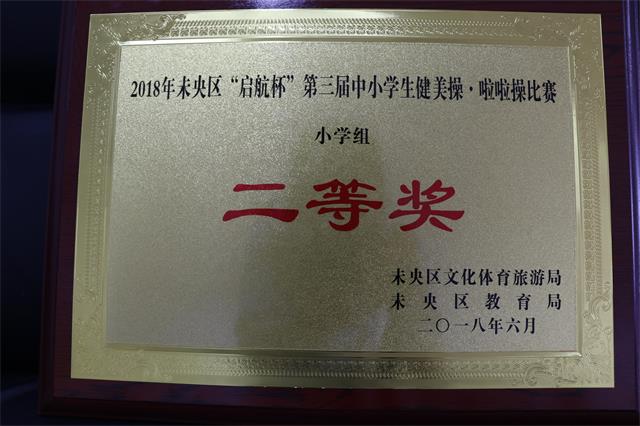 2018年未央区“启航杯”第三届中小学生健美操·啦啦操比赛
小学组
二等奖
未央区文化体育旅游局
未央区教育局
二〇一八年六月